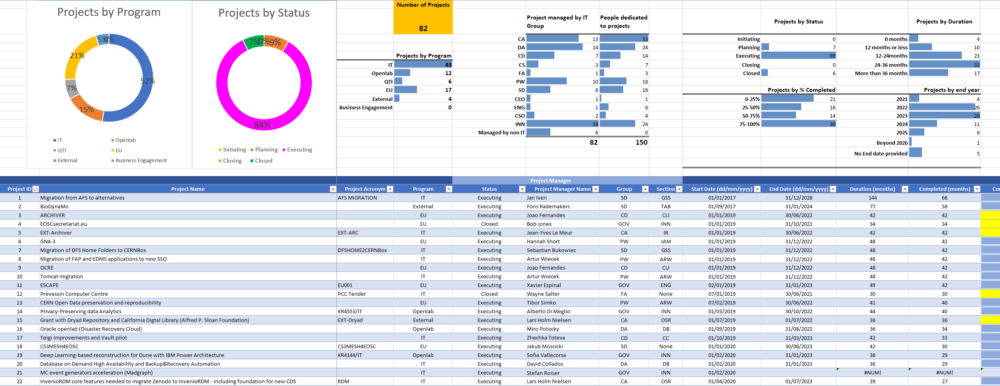 Projects by Program
5% 0%
21%
52%
7%
15%
IT Openlab
QTI EU
External Business Engagement
Projects by Status
7% 0% 9%
84%
Initiating Planning Executing
Closing Closed
Number of Projects
82
Projects by Program
IT 43
Openlab 12
QTI 6
EU 17
External 4
Business Engagement 0
Project managed by IT Group People dedicated to projects
CA 13 33
DA 14 24
CD 7 14
CS 3 7
FA 1 3
PW 10 18
SD 6 16
CEO 1 1
ENG 1 6
CSO 2 4
INN 18 24
Managed by non IT 6 0
82 150
Projects by Status
Initiating 0
Planning 7
Executing 69
Closing 0
Closed 6
Projects by Duration
0 months 4
12 months or less 10
12-24months 23
24-36 months 31
More than 36 months 17
Projects by % Completed
0-25% 21
25-50% 16
50-75% 14
75-100% 30
Projects by end year
2021 4
2022 26
2023 28
2024 11
2025 6
Beyond 2026 1
No End date provided 5
Project Manager
Project ID Project Name Project Acronym Program Status Project Manager Name Group Section Start Date (dd/mm/yyyy) End Date (dd/mm/yyyy) Duration (months) Completed (months)
1 Migration from AFS to alternatives AFS MIGRATION IT Executing Jan Iven SD GSS 01/01/2017 31/12/2028 144 66
2 BioDynaMo External Executing Fons Rademakers SD TAB 01/09/2017 31/01/2024 77 58
3 ARCHIVER EU Executing Joao Fernandes CD CLI 01/01/2019 30/06/2022 42 42
4 EOSCsecretariat.eu EU Closed Bob Jones GOV INN 01/01/2019 31/10/2021 34 34
5 EXT-Archiver EXT-ARC IT Executing Jean-Yves Le Meur CA IR 01/01/2019 30/06/2022 42 42
6 GN4-3 EU Executing Hannah Short PW IAM 01/01/2019 31/12/2022 48 42
7 Migration of DFS Home Folders to CERNBox DFSHOME2CERNBox IT Executing Sebastian Bukowiec SD GSS 01/01/2019 31/12/2022 48 42
8 Migration of FAP and EDMS applications to new SSO IT Executing Artur Wiecek PW ARW 01/01/2019 31/12/2022 48 42
9 OCRE EU Executing Joao Fernandes CD CLI 01/01/2019 31/12/2022 48 42
10 Tomcat migration IT Executing Artur Wiecek PW ARW 01/01/2019 31/12/2022 48 42
11 ESCAPE EU001 EU Executing Xavier Espinal GOV ENG 02/01/2019 31/01/2023 49 42
12 Prevessin Computer Centre PCC Tender IT Closed Wayne Salter FA None 07/01/2019 30/06/2021 30 30
13 CERN Open Data preservation and reproducibility EU Executing Tibor Simko PW ARW 07/02/2019 30/06/2022 41 40
14 Privacy-Preserving data Analytics KR4553/IT Openlab Executing Alberto Di Meglio GOV INN 01/03/2019 30/10/2022 44 40
15 Grant with Dryad Repository and California Digtal Library (Alfred P. Sloan Foundation) EXT-Dryad External Executing Lars Holm Nielsen CA OSR 01/07/2019 01/07/2022 36 36
16 Oracle openlab (Disaster Recovery Cloud) Openlab Executing Miro Potocky DA DB 01/09/2019 31/08/2022 36 34
17 Teigi improvements and Vault pilot IT Executing Zhechka Toteva CD CC 01/10/2019 31/03/2023 42 33
18 CS3MESH4EOSC CS3MESH4EOSC EU Executing Jakub Moscicki SD None 01/01/2020 30/06/2023 42 30
19 Deep Learning-based reconstruction for Dune with IBM Power Architecture KR4144/IT Openlab Executing Sofia Vallecorsa GOV INN 01/02/2020 31/01/2023 36 29
20 Database on Demand High Availability and Backup&Recovery Automation IT Executing David Collados DA DB 01/02/2020 31/01/2023 36 29
21 MC event generators acceleration (Madgraph) IT Executing Stefan Roiser GOV INN 01/02/2020 #NUM! #NUM!
22 InvenioRDM core features needed to migrate Zenodo to InvenioRDM - including foundation for new CDS RDM IT Executing Lars Holm Nielsen CA OSR 01/04/2020 01/07/2023 39 27